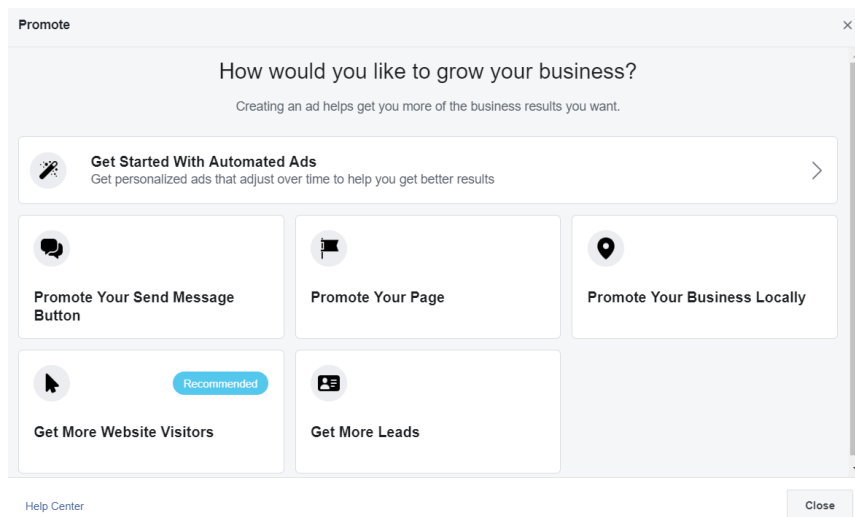 Promote
How would you like to grow your business?
Creating an ad helps get you more of the business results you want.
Get Started With Automated Ads
Get personalized ads that adjust over time to help you get better results
Promote Your Send Message
Button
Promote Your Page
Promote Your Business Locally
Recommended
Get More Website Visitors
Get More Leads
Help Center
Close